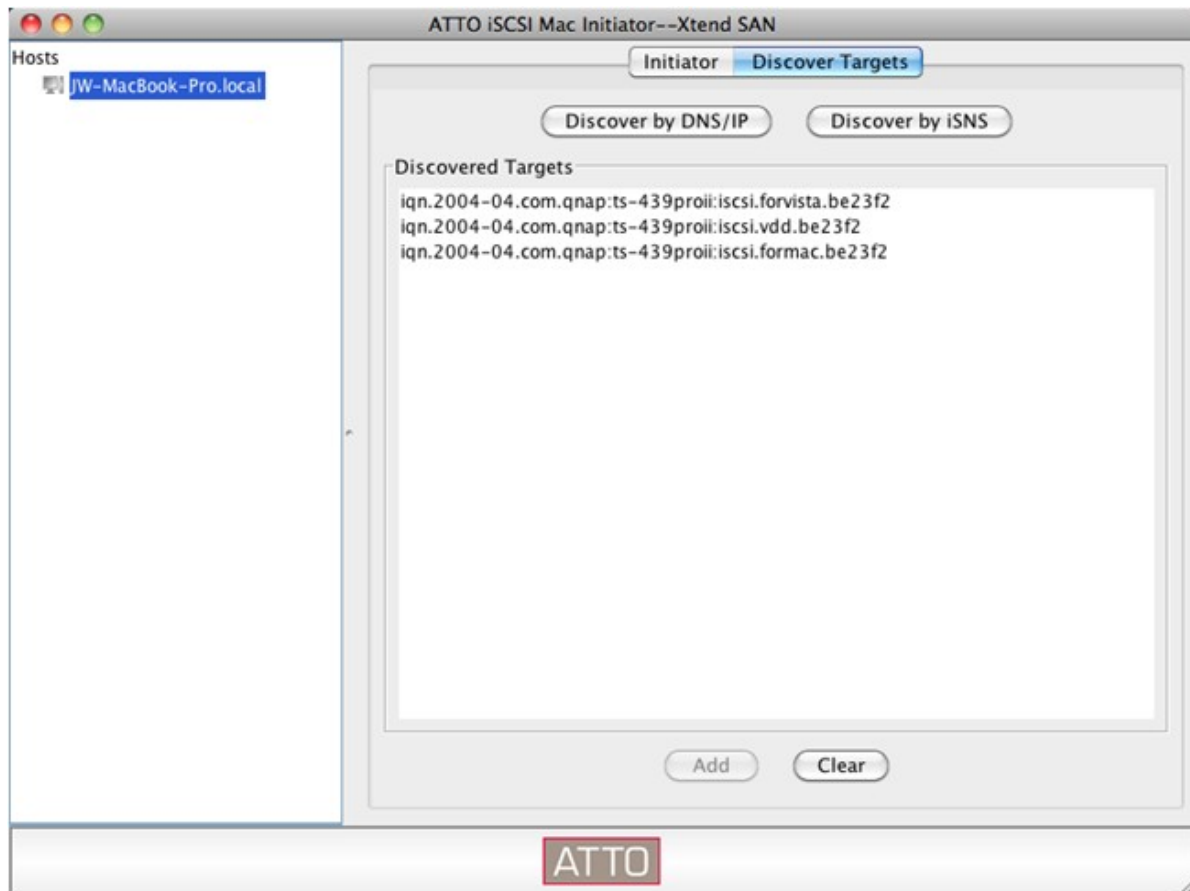 ATTO iSCSI Mac Initiator--Xtend SAN
Hosts
JW-MacBook-Pro.local
Initiator
Discover Targets
Discover by DNS/IP
Discover by iSNS
Discovered Targets
iqn.2004-04.com.qnap:ts-439proii:iscsi.forvista.be23f2
iqn.2004-04.com.qnap:ts-439proii:iscsi.vdd.be23f2
iqn.2004-04.com.qnap:ts-439proii:iscsi.formac.be23f2
Add
Clear
ATTO